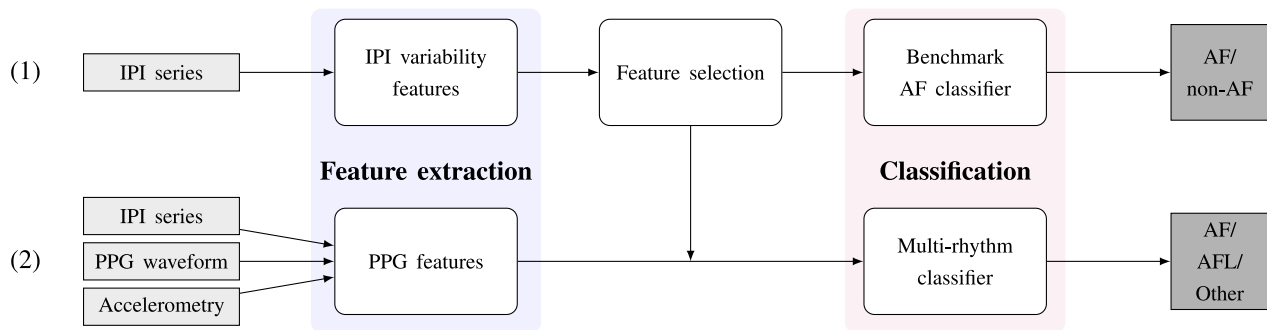 (1)
IPI series
IPI variability
features
Feature selection
Benchmark
AF classifier
AF/
non-AF
Feature extraction
Classification
(2)
IPI series
PPG waveform
Accelerometry
PPG features
Multi-rhythm
classifier
AF/
AFL/
Other